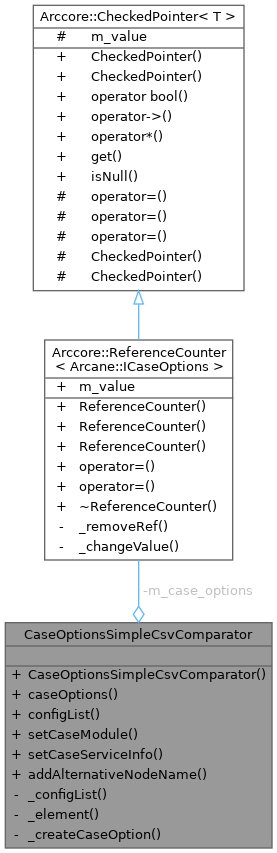 Arccore::CheckedPointer< T >
# m_value
+ CheckedPointer()
+ CheckedPointer()
+ operator bool()
+ operator->()
+ operator*()
+ get()
+ isNull()
# operator=()
# operator=()
# operator=()
# CheckedPointer()
# CheckedPointer()
Arccore::ReferenceCounter
< Arcane::ICaseOptions >
+ m_value
+ ReferenceCounter()
+ ReferenceCounter()
+ ReferenceCounter()
+ operator=()
+ operator=()
+ ~ReferenceCounter()
- _removeRef()
- _changeValue()
-m_case_options
CaseOptionsSimpleCsvComparator
+ CaseOptionsSimpleCsvComparator()
+ caseOptions()
+ configList()
+ setCaseModule()
+ setCaseServiceInfo()
+ addAlternativeNodeName()
- _configList()
- _element()
- _createCaseOption()